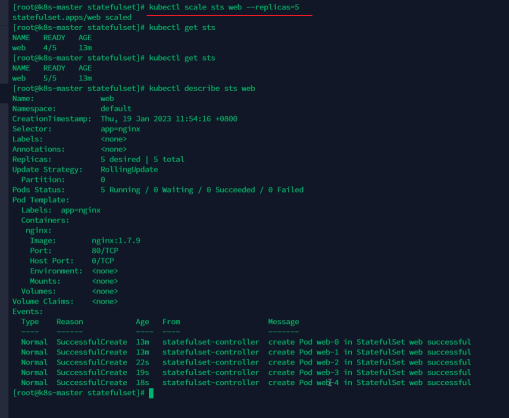 [root@k8s-master statefulset]# kubectl scale sts web --replicas=5
statefulset.apps/web scaled
[root@k8s-master statefulset]# kubectl get sts
NAME   READY   AGE
web    4/5     13m
[root@k8s-master statefulset]# kubectl get sts
NAME   READY   AGE
web    5/5     13m
[root@k8s-master statefulset]# kubectl describe sts web
Name:               web
Namespace:          default
CreationTimestamp:  Thu, 19 Jan 2023 11:54:16 +0800
Selector:           app=nginx
Labels:             <none>
Annotations:        <none>
Replicas:           5 desired | 5 total
Update Strategy:    RollingUpdate
  Partition:        0
Pods Status:        5 Running / 0 Waiting / 0 Succeeded / 0 Failed
Pod Template:
  Labels:  app=nginx
  Containers:
   nginx:
    Image:        nginx:1.7.9
    Port:         80/TCP
    Host Port:    0/TCP
    Environment:  <none>
    Mounts:       <none>
  Volumes:        <none>
Volume Claims:    <none>
Events:
  Type    Reason            Age   From                    Message
  ----    ------            ----  ----                    -------
  Normal  SuccessfulCreate  13m   statefulset-controller  create Pod web-0 in StatefulSet web successful
  Normal  SuccessfulCreate  13m   statefulset-controller  create Pod web-1 in StatefulSet web successful
  Normal  SuccessfulCreate  22s   statefulset-controller  create Pod web-2 in StatefulSet web successful
  Normal  SuccessfulCreate  19s   statefulset-controller  create Pod web-3 in StatefulSet web successful
  Normal  SuccessfulCreate  18s   statefulset-controller  create Pod web-4 in StatefulSet web successful
[root@k8s-master statefulset]#